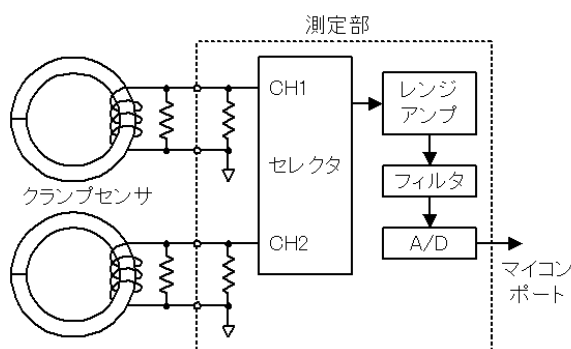 測定部
CH1
レンジ
アンプ
セレクタ
フィルタ
クランプセンサ
CH2
A/D
マイコン
ポート